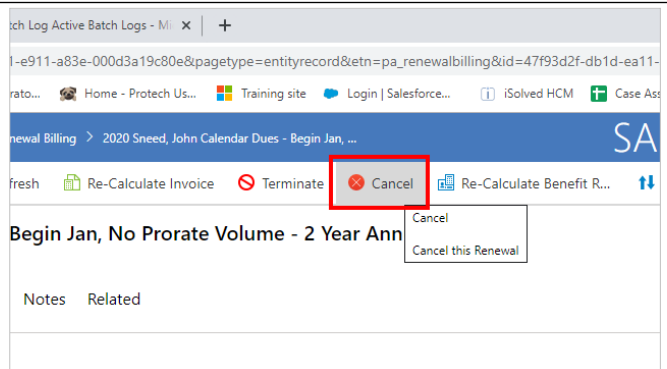 tch Log Active Batch Logs - Mi
1-e911-a83e-000d3a19c80e&pagetype=entityrecord&etn=pa_renewalbilling&id=47f93d2f-db1d-ea11-
rato... Home - Protech Us... Training site Login | Salesforce... iSolved HCM Case Ass
newal Billing > 2020 Sneed, John Calendar Dues - Begin Jan, ... SA
fresh Re-Calculate Invoice Terminate Cancel Re-Calculate Benefit R...
Cancel
Begin Jan, No Prorate Volume - 2 Year Ann
Cancel this Renewal
Notes Related